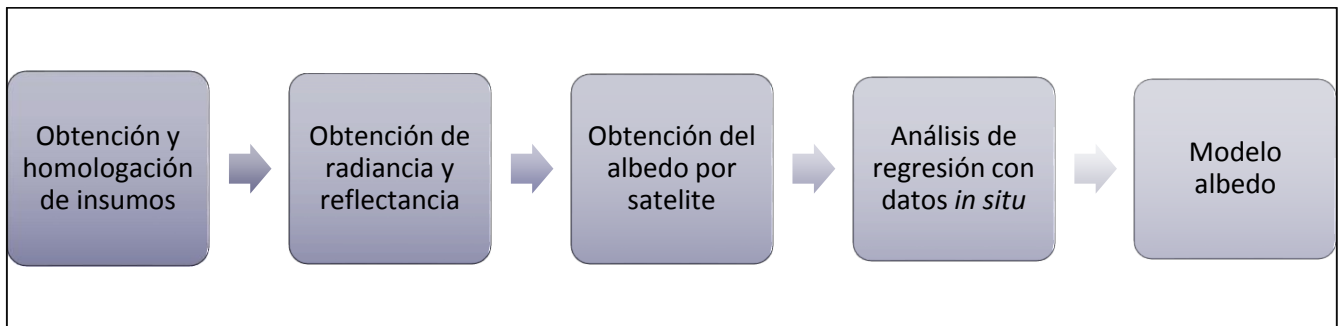 Obtención y
homologación
de insumos
Obtención de
radiancia y
reflectancia
Obtención del
albedo por
satelite
Análisis de
regresión con
datos in situ
Modelo
albedo